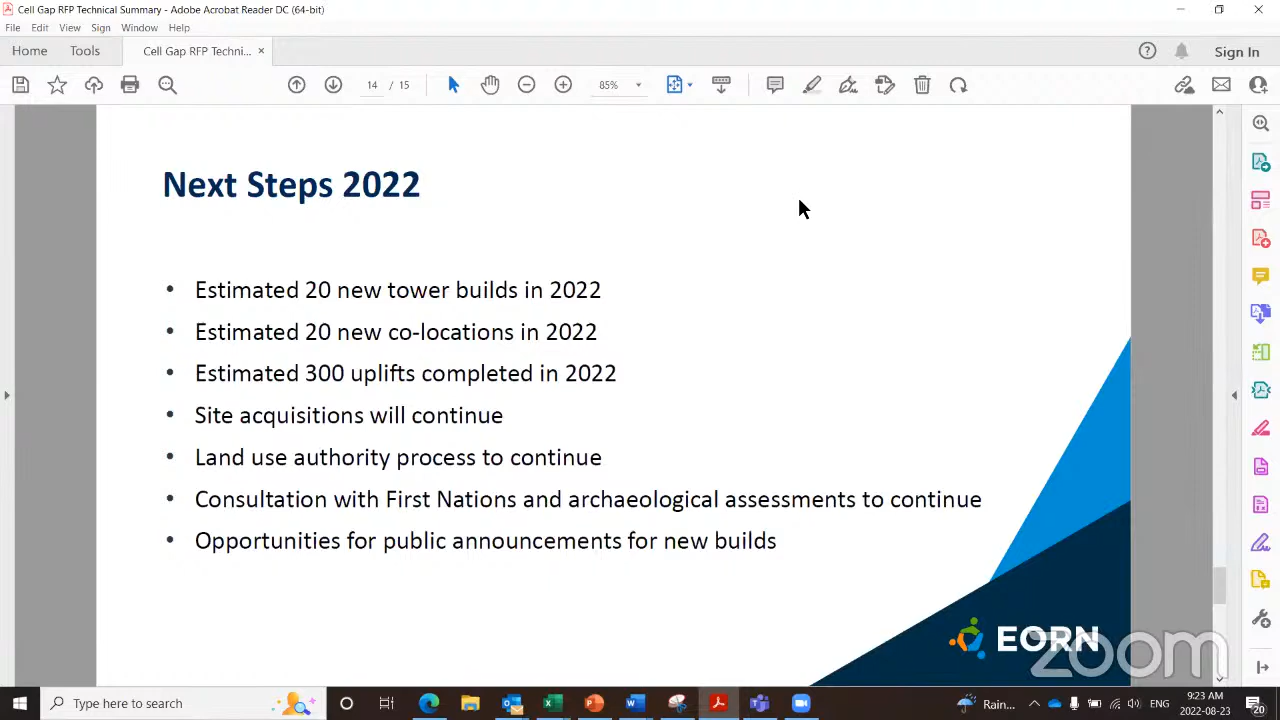 Cell Gap RFP Technical Summary - Adobe Acrobat Reader DC (64-bit)
File Edit View Sign Window Help
Home Tools Cell Gap RFP Techni... × Sign In
14 / 15 85%
Next Steps 2022
• Estimated 20 new tower builds in 2022
• Estimated 20 new co-locations in 2022
• Estimated 300 uplifts completed in 2022
• Site acquisitions will continue
• Land use authority process to continue
• Consultation with First Nations and archaeological assessments to continue
• Opportunities for public announcements for new builds
EORN
zoom
Type here to search
Rain...
ENG
9:23 AM
2022-08-23
20